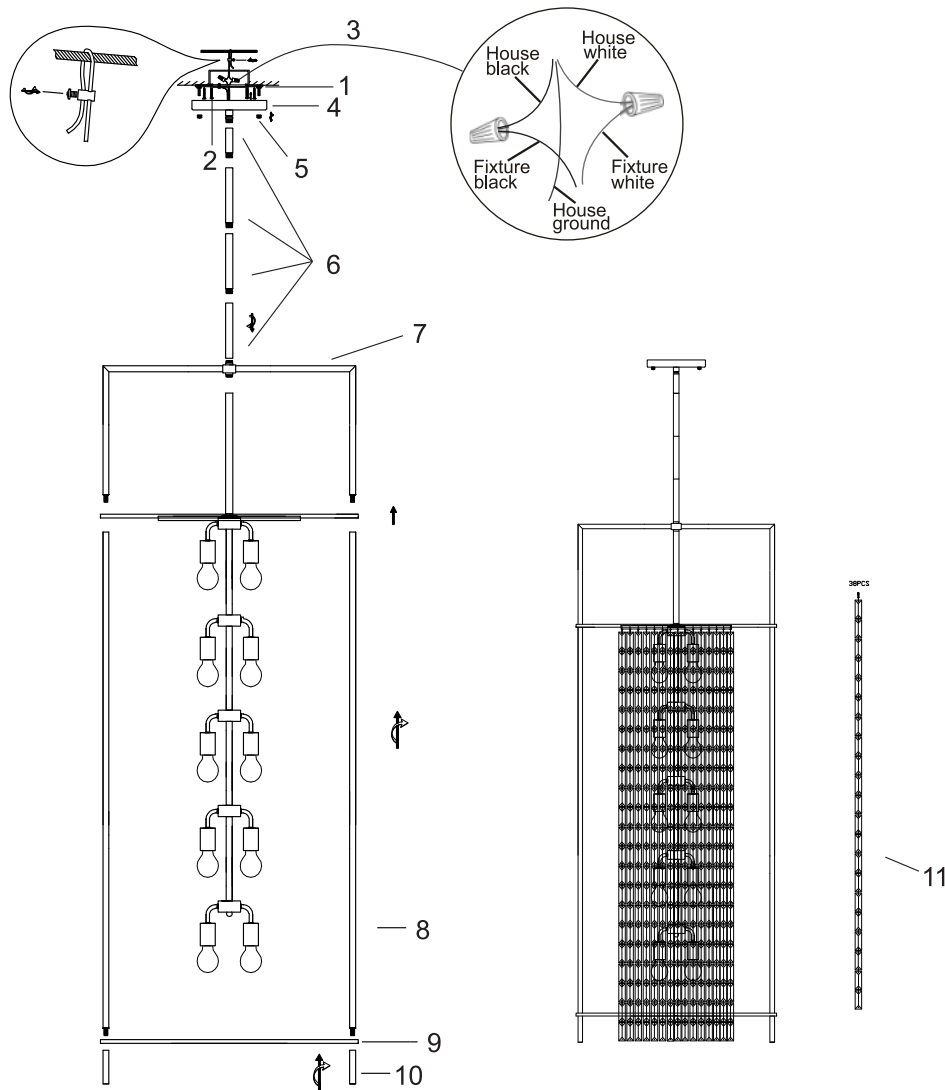 3
House
black
House
white
1
4
2
5
Fixture
black
Fixture
white
House
ground
6
7
38PCS
11
8
9
10